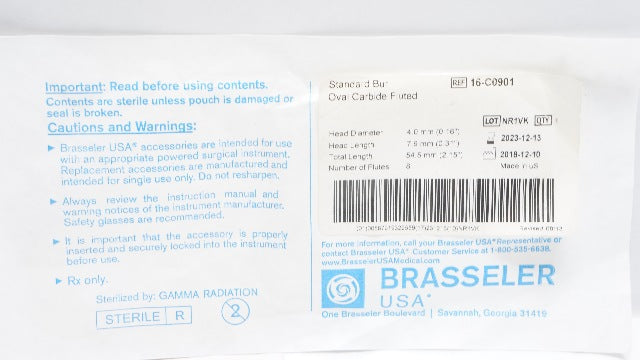 Important: Read before using contents.
Contents are sterile unless pouch is damaged or
seal is broken.
Cautions and Warnings:
► Brasseler USA® accessories are intended for use
with an appropriate powered surgical instrument.
Replacement accessories are manufactured and
intended for single use only. Do not resharpen.
► Always review the instruction manual and
warning notices of the instrument manufacturer.
Safety glasses are recommended.
► It is important that the accessory is properly
inserted and securely locked into the instrument
before use.
► Rx only.
Sterilized by: GAMMA RADIATION
STERILE R
2
Standard Bur
Oval Carbide Fluted
REF 16-C0901
LOT NR1VK QTY 1
2023-12-13
2018-12-10
Made in US
Head Diameter 4.0 mm (0.16")
Head Length 7.9 mm (0.31")
Total Length 54.5 mm (2.15")
Number of Flutes 8
For more information, call your Brasseler USA® Representative or
contact Brasseler USA® Customer Service at 1-800-535-6638.
www.BrasselerUSAMedical.com
BRASSELER
USA®
One Brasseler Boulevard | Savannah, Georgia 31419